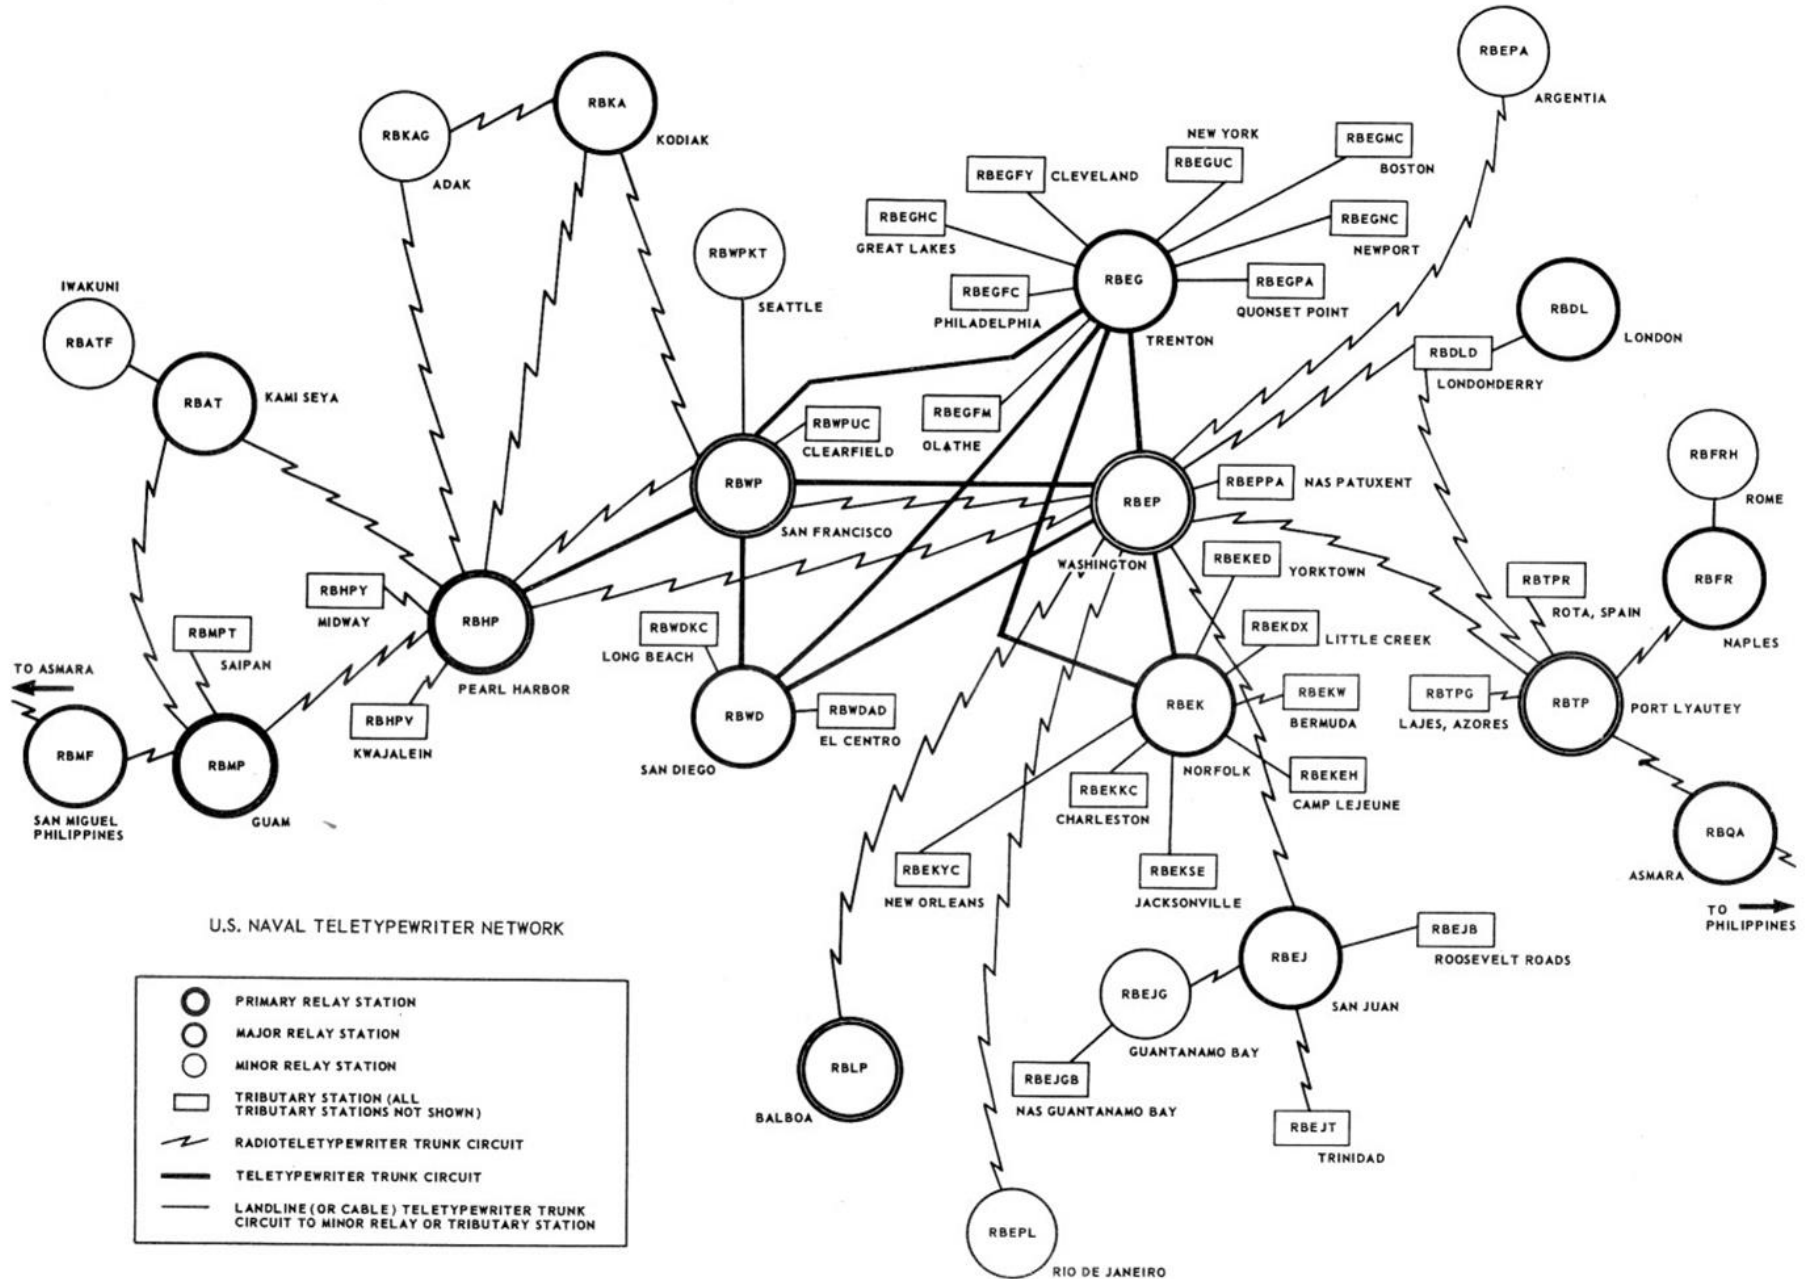 RBEPA
ARGENTIA
RBKA
KODIAK
RBKAG
ADAK
NEW YORK
RBEGUC
RBEGMC
BOSTON
RBEGFY
CLEVELAND
RBEGHC
GREAT LAKES
RBEGNC
NEWPORT
RBWPKT
SEATTLE
RBEG
TRENTON
RBEGFC
PHILADELPHIA
RBEGPA
QUONSET POINT
RBDL
LONDON
RBDLD
LONDONDERRY
IWAKUNI
RBATF
RBAT
KAMI SEYA
RBEGFM
OLATHE
RBWPUC
CLEARFIELD
RBWP
SAN FRANCISCO
RBEP
WASHINGTON
RBEPPA
NAS PATUXENT
RBFRH
ROME
RBFR
NAPLES
RBEKED
YORKTOWN
RBTPR
ROTA, SPAIN
RBHPY
MIDWAY
RBHP
PEARL HARBOR
RBMPT
SAIPAN
RBWDKC
LONG BEACH
RBEKDX
LITTLE CREEK
TO ASMARA
RBHPV
KWAJALEIN
RBWD
SAN DIEGO
RBWDAD
EL CENTRO
RBEK
NORFOLK
RBEKW
BERMUDA
RBTPG
LAJES, AZORES
RBTP
PORT LYAUTEY
RBMF
SAN MIGUEL
PHILIPPINES
RBMP
GUAM
RBEKKC
CHARLESTON
RBEKEH
CAMP LEJEUNE
RBQA
ASMARA
TO
PHILIPPINES
RBEKYC
NEW ORLEANS
RBEKSE
JACKSONVILLE
RBEJ
SAN JUAN
RBEJB
ROOSEVELT ROADS
RBEJG
GUANTANAMO BAY
RBEJGB
NAS GUANTANAMO BAY
RBLP
BALBOA
RBEJT
TRINIDAD
RBEPL
RIO DE JANEIRO
U.S. NAVAL TELETYPEWRITER NETWORK
PRIMARY RELAY STATION
MAJOR RELAY STATION
MINOR RELAY STATION
TRIBUTARY STATION (ALL
TRIBUTARY STATIONS NOT SHOWN)
RADIOTELETYPEWRITER TRUNK CIRCUIT
TELETYPEWRITER TRUNK CIRCUIT
LANDLINE (OR CABLE) TELETYPEWRITER TRUNK
CIRCUIT TO MINOR RELAY OR TRIBUTARY STATION